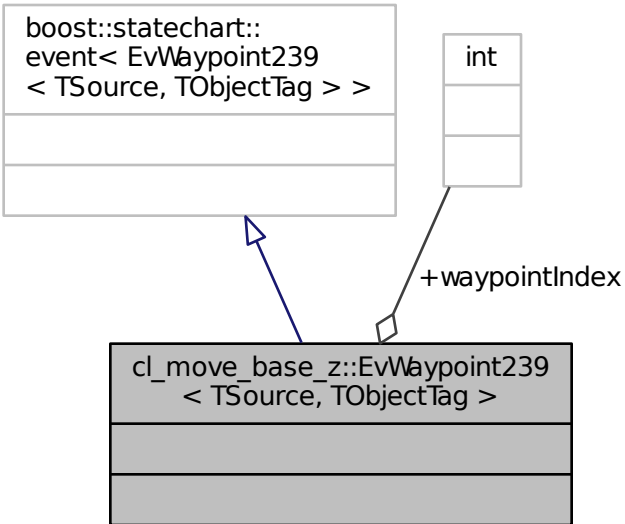 boost::statechart::
event< EvWaypoint239
< TSource, TObjectTag > >
int
+waypointIndex
cl_move_base_z::EvWaypoint239
< TSource, TObjectTag >